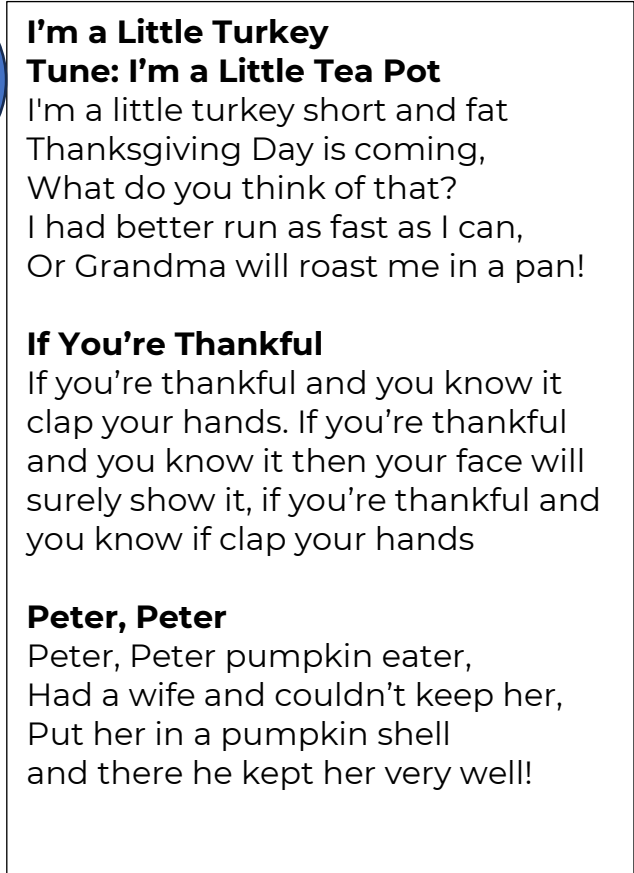 I’m a Little Turkey
Tune: I’m a Little Tea Pot
I'm a little turkey short and fat
Thanksgiving Day is coming,
What do you think of that?
I had better run as fast as I can,
Or Grandma will roast me in a pan!
If You’re Thankful
If you’re thankful and you know it
clap your hands. If you’re thankful
and you know it then your face will
surely show it, if you’re thankful and
you know if clap your hands
Peter, Peter
Peter, Peter pumpkin eater,
Had a wife and couldn’t keep her,
Put her in a pumpkin shell
and there he kept her very well!